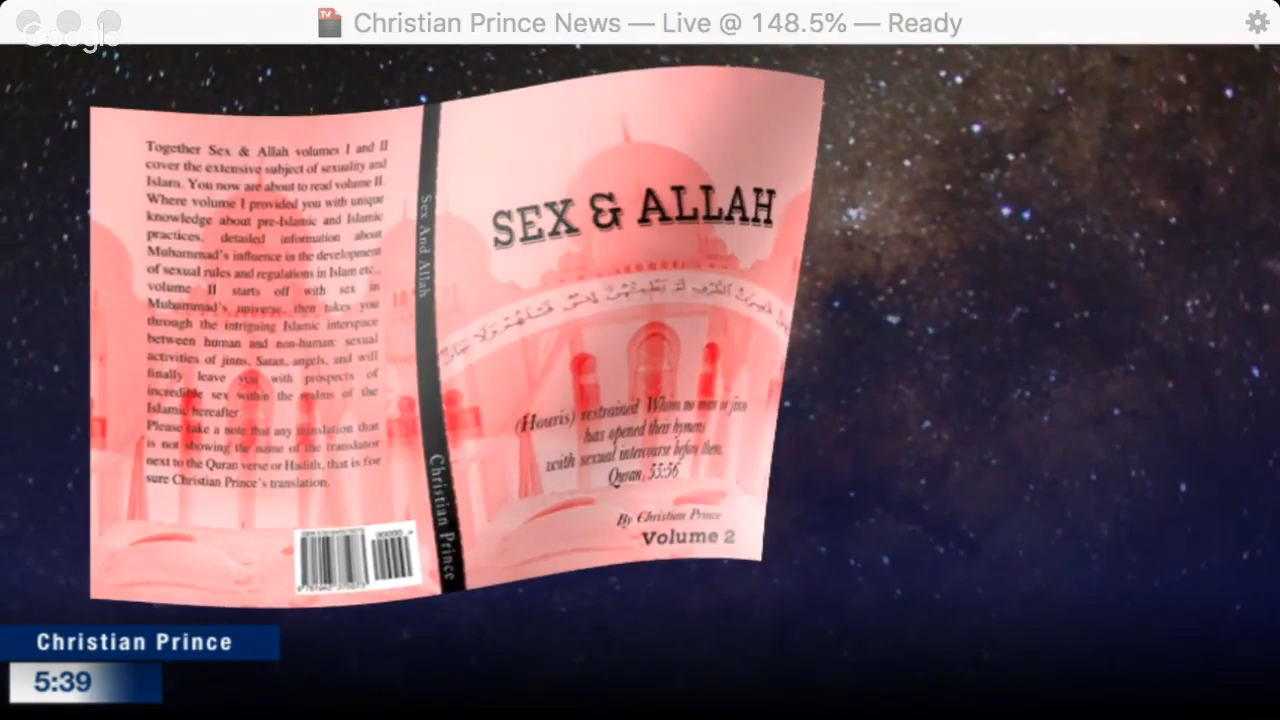 Christian Prince News — Live @ 148.5% — Ready
Google
Together Sex & Allah volumes I and II
cover the extensive subject of sexuality and
Islam. You now are about to read volume II.
Where volume I provided you with unique
knowledge about pre-Islamic and Islamic
practices, detailed information about
Muhammad's influence in the development
of sexual rules and regulations in Islam etc.,
volume II starts off with sex in
Muhammad's universe, then takes you
through the intriguing Islamic interspace
between human and non-human: sexual
activities of jinns, Satan, angels, and will
finally leave you with prospects of
incredible sex within the realms of the
Islamic hereafter
Please take a note that any translation that
is not showing the name of the translator
next to the Quran verse or Hadith, that is for
sure Christian Prince's translation.
Sex And Allah
Christian Prince
SEX & ALLAH
(Houris) restrained Whom no man or jinn
has opened their hymens
with sexual intercourse before them.
Quran, 55:56
By Christian Prince
Volume 2
Christian Prince
5:39